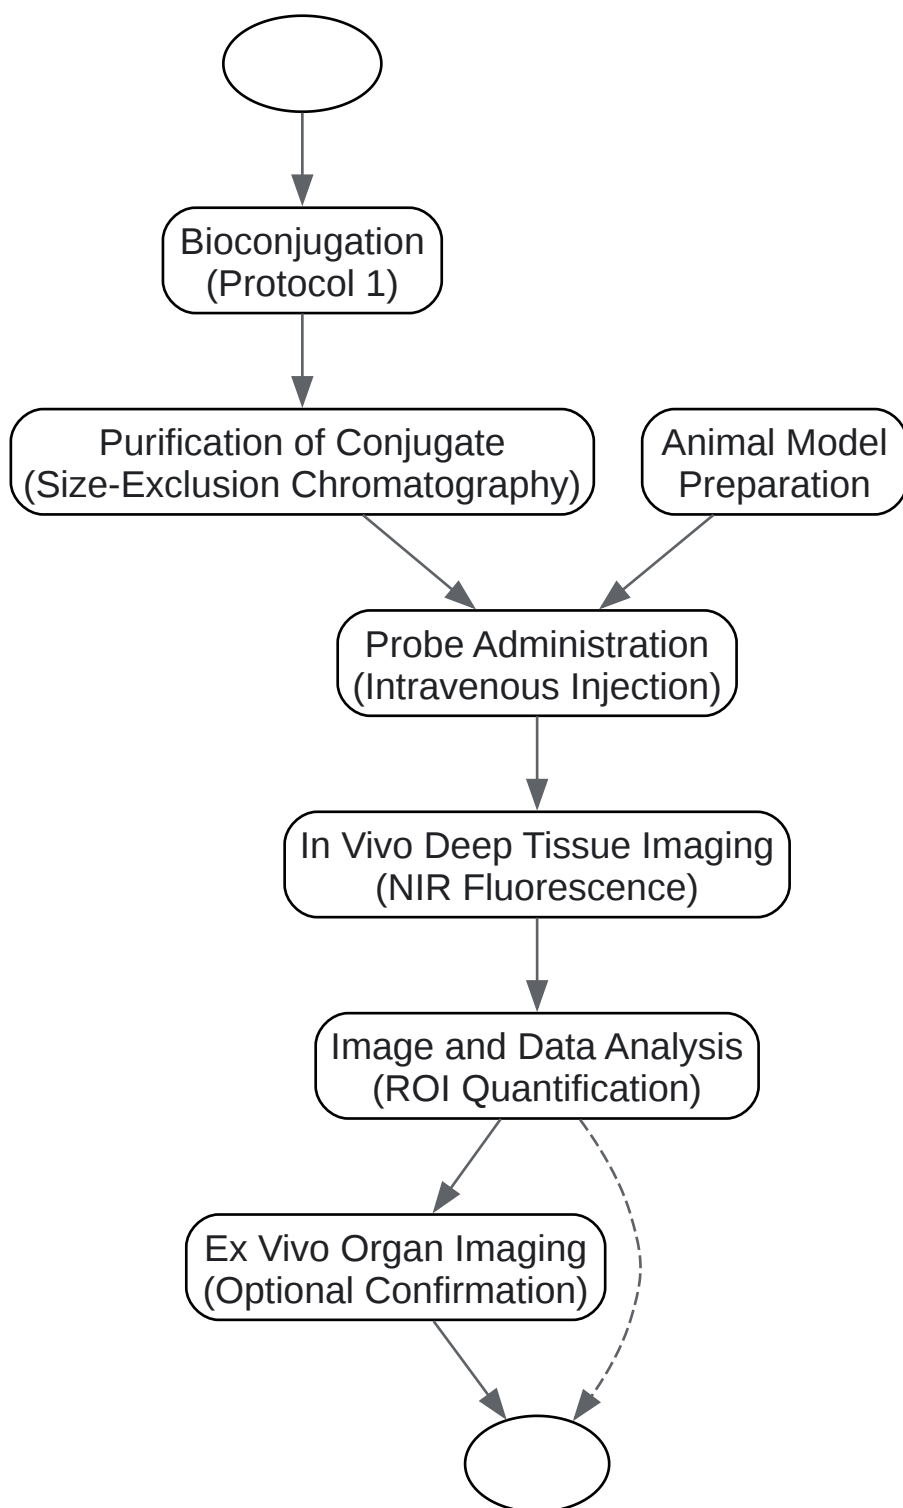 Bioconjugation
(Protocol 1)
Purification of Conjugate
(Size-Exclusion Chromatography)
Animal Model
Preparation
Probe Administration
(Intravenous Injection)
In Vivo Deep Tissue Imaging
(NIR Fluorescence)
Image and Data Analysis
(ROI Quantification)
Ex Vivo Organ Imaging
(Optional Confirmation)